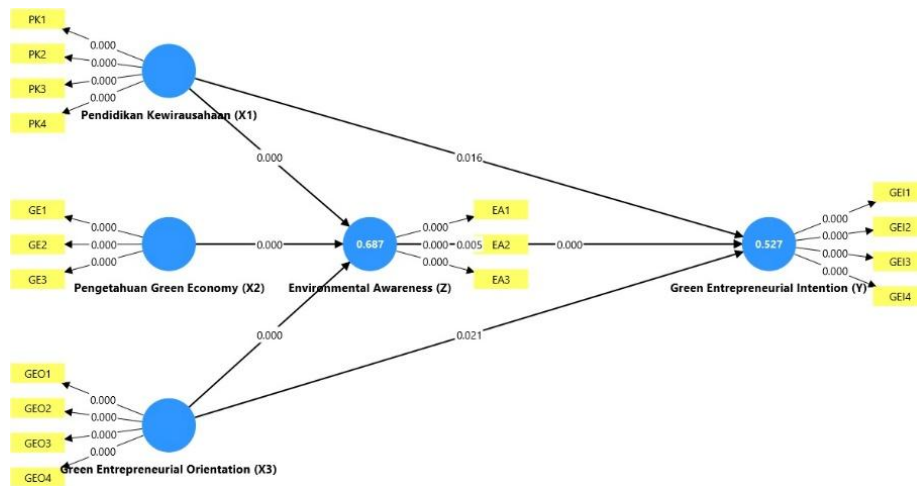 PK1
0.000
PK2
0.000
PK3
0.000
PK4
0.000
Pendidikan Kewirausahaan (X1)
0.000
0.016
GE1
0.000
GE2
0.000
GE3
0.000
Pengetahuan Green Economy (X2)
0.000
0.687
Environmental Awareness (Z)
EA1
0.000
EA2
0.000
EA3
0.000
0.005
0.000
0.527
Green Entrepreneurial Intention (Y)
GEI1
0.000
GEI2
0.000
GEI3
0.000
GEI4
0.000
0.000
0.021
GEO1
0.000
GEO2
0.000
GEO3
0.000
GEO4
0.000
Green Entrepreneurial Orientation (X3)